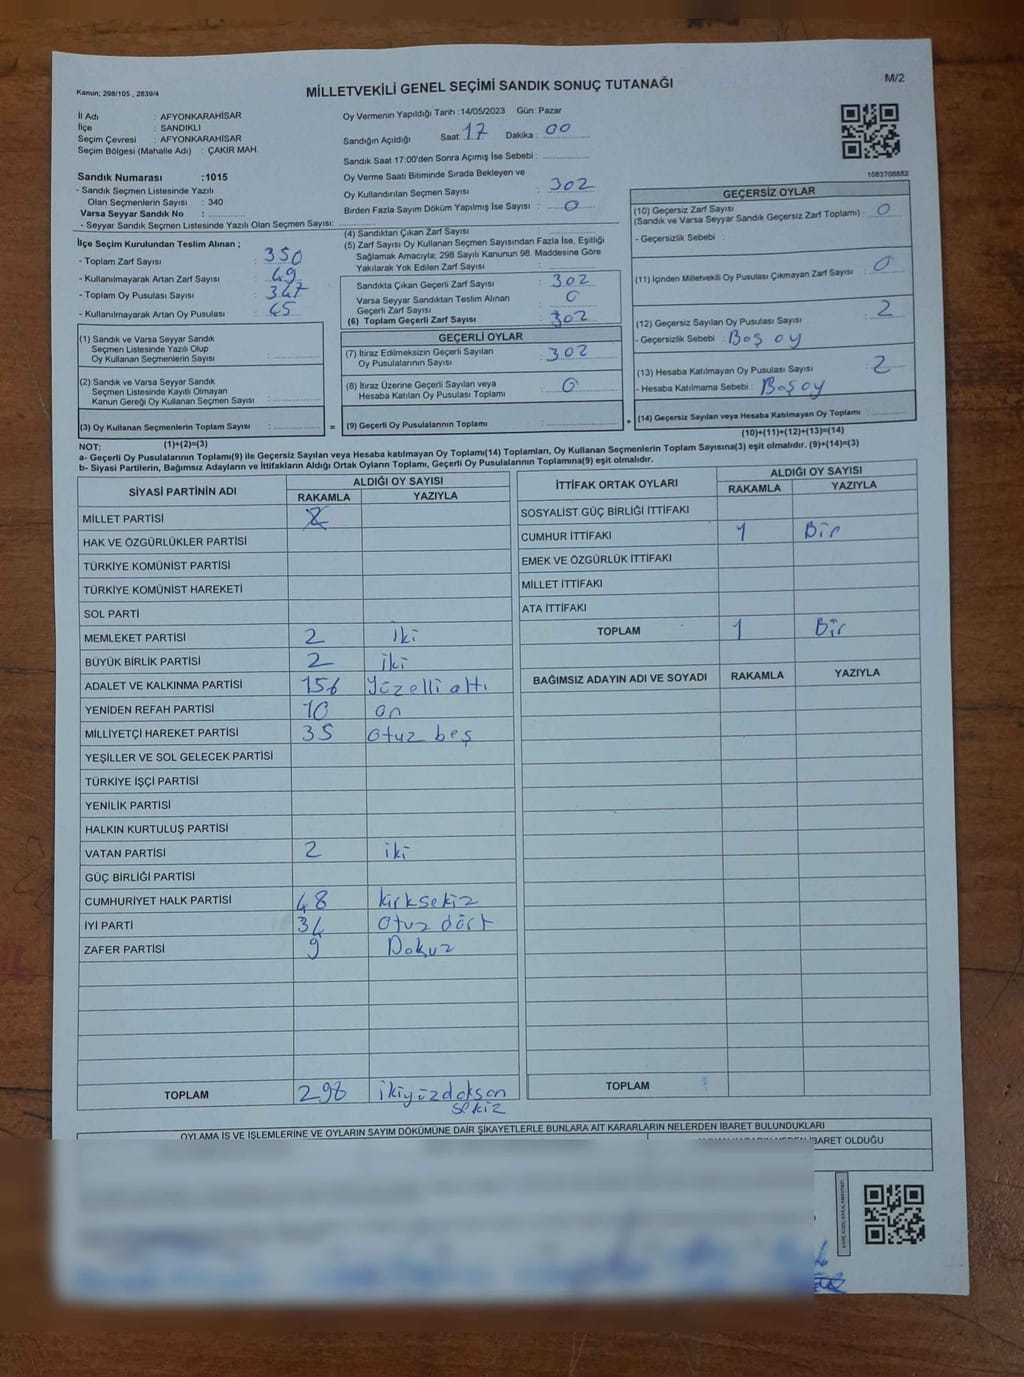 Kanun: 298/105 , 2839/4
MİLLETVEKİLİ GENEL SEÇİMİ SANDIK SONUÇ TUTANAĞI
M/2
İl Adı : AFYONKARAHİSAR
İlçe : SANDIKLI
Seçim Çevresi : AFYONKARAHİSAR
Seçim Bölgesi (Mahalle Adı) : ÇAKIR MAH.
Sandık Numarası :1015
- Sandık Seçmen Listesinde Yazılı
Olan Seçmenlerin Sayısı : 340
Varsa Seyyar Sandık No :
- Seyyar Sandık Seçmen Listesinde Yazılı Olan Seçmen Sayısı:
Oy Vermenin Yapıldığı Tarih : 14/05/2023 Gün: Pazar
Sandığın Açıldığı Saat: 17 Dakika : 00
Sandık Saat 17:00'den Sonra Açımış İse Sebebi :
Oy Verme Saati Bitiminde Sırada Bekleyen ve
Oy Kullandırılan Seçmen Sayısı : 302
Birden Fazla Sayım Döküm Yapılmış İse Sayısı : 0
1083708882
İlçe Seçim Kurulundan Teslim Alınan ;
- Toplam Zarf Sayısı : 350
- Kullanılmayarak Artan Zarf Sayısı : 49
- Toplam Oy Pusulası Sayısı : 347
- Kullanılmayarak Artan Oy Pusulası : 45
(4) Sandıktan Çıkan Zarf Sayısı :
(5) Zarf Sayısı Oy Kullanan Seçmen Sayısından Fazla İse, Eşitliği
Sağlamak Amacıyla; 298 Sayılı Kanunun 98. Maddesine Göre
Yakılarak Yok Edilen Zarf Sayısı :
Sandıkta Çıkan Geçerli Zarf Sayısı : 302
Varsa Seyyar Sandıktan Teslim Alınan
Geçerli Zarf Sayısı : 0
(6) Toplam Geçerli Zarf Sayısı : 302
GEÇERSİZ OYLAR
(10) Geçersiz Zarf Sayısı
(Sandık ve Varsa Seyyar Sandık Geçersiz Zarf Toplamı) : 0
- Geçersizlik Sebebi :
(11) İçinden Milletvekili Oy Pusulası Çıkmayan Zarf Sayısı : 0
(12) Geçersiz Sayılan Oy Pusulası Sayısı : 2
- Geçersizlik Sebebi : Boş oy
(13) Hesaba Katılmayan Oy Pusulası Sayısı : 2
- Hesaba Katılmama Sebebi : Boş oy
(14) Geçersiz Sayılan veya Hesaba Katılmayan Oy Toplamı :
(10)+(11)+(12)+(13)=(14)
(1) Sandık ve Varsa Seyyar Sandık
Seçmen Listesinde Yazılı Olup
Oy Kullanan Seçmenlerin Sayısı :
(2) Sandık ve Varsa Seyyar Sandık
Seçmen Listesinde Kayıtlı Olmayan
Kanun Gereği Oy Kullanan Seçmen Sayısı :
(3) Oy Kullanan Seçmenlerin Toplam Sayısı :
(1)+(2)=(3)
GEÇERLİ OYLAR
(7) İtiraz Edilmeksizin Geçerli Sayılan
Oy Pusulalarının Sayısı : 302
(8) İtiraz Üzerine Geçerli Sayılan veya
Hesaba Katılan Oy Pusulası Toplamı : 0
= (9) Geçerli Oy Pusulalarının Toplamı : +
NOT:
a- Geçerli Oy Pusulalarının Toplamı(9) ile Geçersiz Sayılan veya Hesaba katılmayan Oy Toplamı(14) Toplamları, Oy Kullanan Seçmenlerin Toplam Sayısına(3) eşit olmalıdır. (9)+(14)=(3)
b- Siyasi Partilerin, Bağımsız Adayların ve İttifakların Aldığı Ortak Oyların Toplamı, Geçerli Oy Pusulalarının Toplamına(9) eşit olmalıdır.
SİYASİ PARTİNİN ADI ALDIĞI OY SAYISI
RAKAMLA YAZIYLA
MİLLET PARTİSİ
HAK VE ÖZGÜRLÜKLER PARTİSİ
TÜRKİYE KOMÜNİST PARTİSİ
TÜRKİYE KOMÜNİST HAREKETİ
SOL PARTİ
MEMLEKET PARTİSİ 2 iki
BÜYÜK BİRLİK PARTİSİ 2 iki
ADALET VE KALKINMA PARTİSİ 156 Yüzelli altı
YENİDEN REFAH PARTİSİ 10 on
MİLLİYETÇİ HAREKET PARTİSİ 35 Otuz beş
YEŞİLLER VE SOL GELECEK PARTİSİ
TÜRKİYE İŞÇİ PARTİSİ
YENİLİK PARTİSİ
HALKIN KURTULUŞ PARTİSİ
VATAN PARTİSİ 2 iki
GÜÇ BİRLİĞİ PARTİSİ
CUMHURİYET HALK PARTİSİ 48 kırksekiz
İYİ PARTİ 34 Otuz dört
ZAFER PARTİSİ 9 Dokuz
TOPLAM 298 ikiyüzdoksan
sekiz
İTTİFAK ORTAK OYLARI ALDIĞI OY SAYISI
RAKAMLA YAZIYLA
SOSYALİST GÜÇ BİRLİĞİ İTTİFAKI
CUMHUR İTTİFAKI 1 Bir
EMEK VE ÖZGÜRLÜK İTTİFAKI
MİLLET İTTİFAKI
ATA İTTİFAKI
TOPLAM 1 Bir
BAĞIMSIZ ADAYIN ADI VE SOYADI RAKAMLA YAZIYLA
TOPLAM
OYLAMA İŞ VE İŞLEMLERİNE VE OYLARIN SAYIM DÖKÜMÜNE DAİR ŞİKAYETLERLE BUNLARA AİT KARARLARIN NELERDEN İBARET BULUNDUKLARI
İBARET OLDUĞU